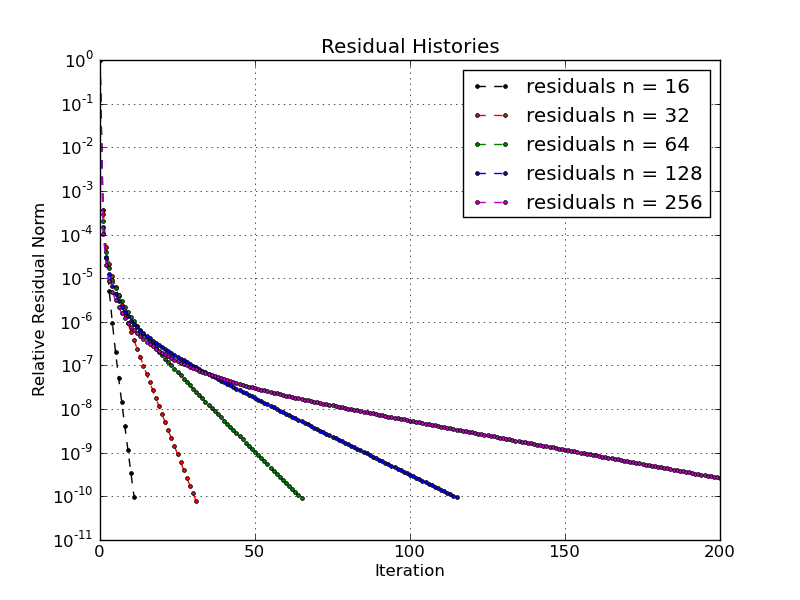 Residual Histories
10^0
10^-1
10^-2
10^-3
10^-4
10^-5
10^-6
10^-7
10^-8
10^-9
10^-10
10^-11
Relative Residual Norm
residuals n = 16
residuals n = 32
residuals n = 64
residuals n = 128
residuals n = 256
0 50 100 150 200
Iteration